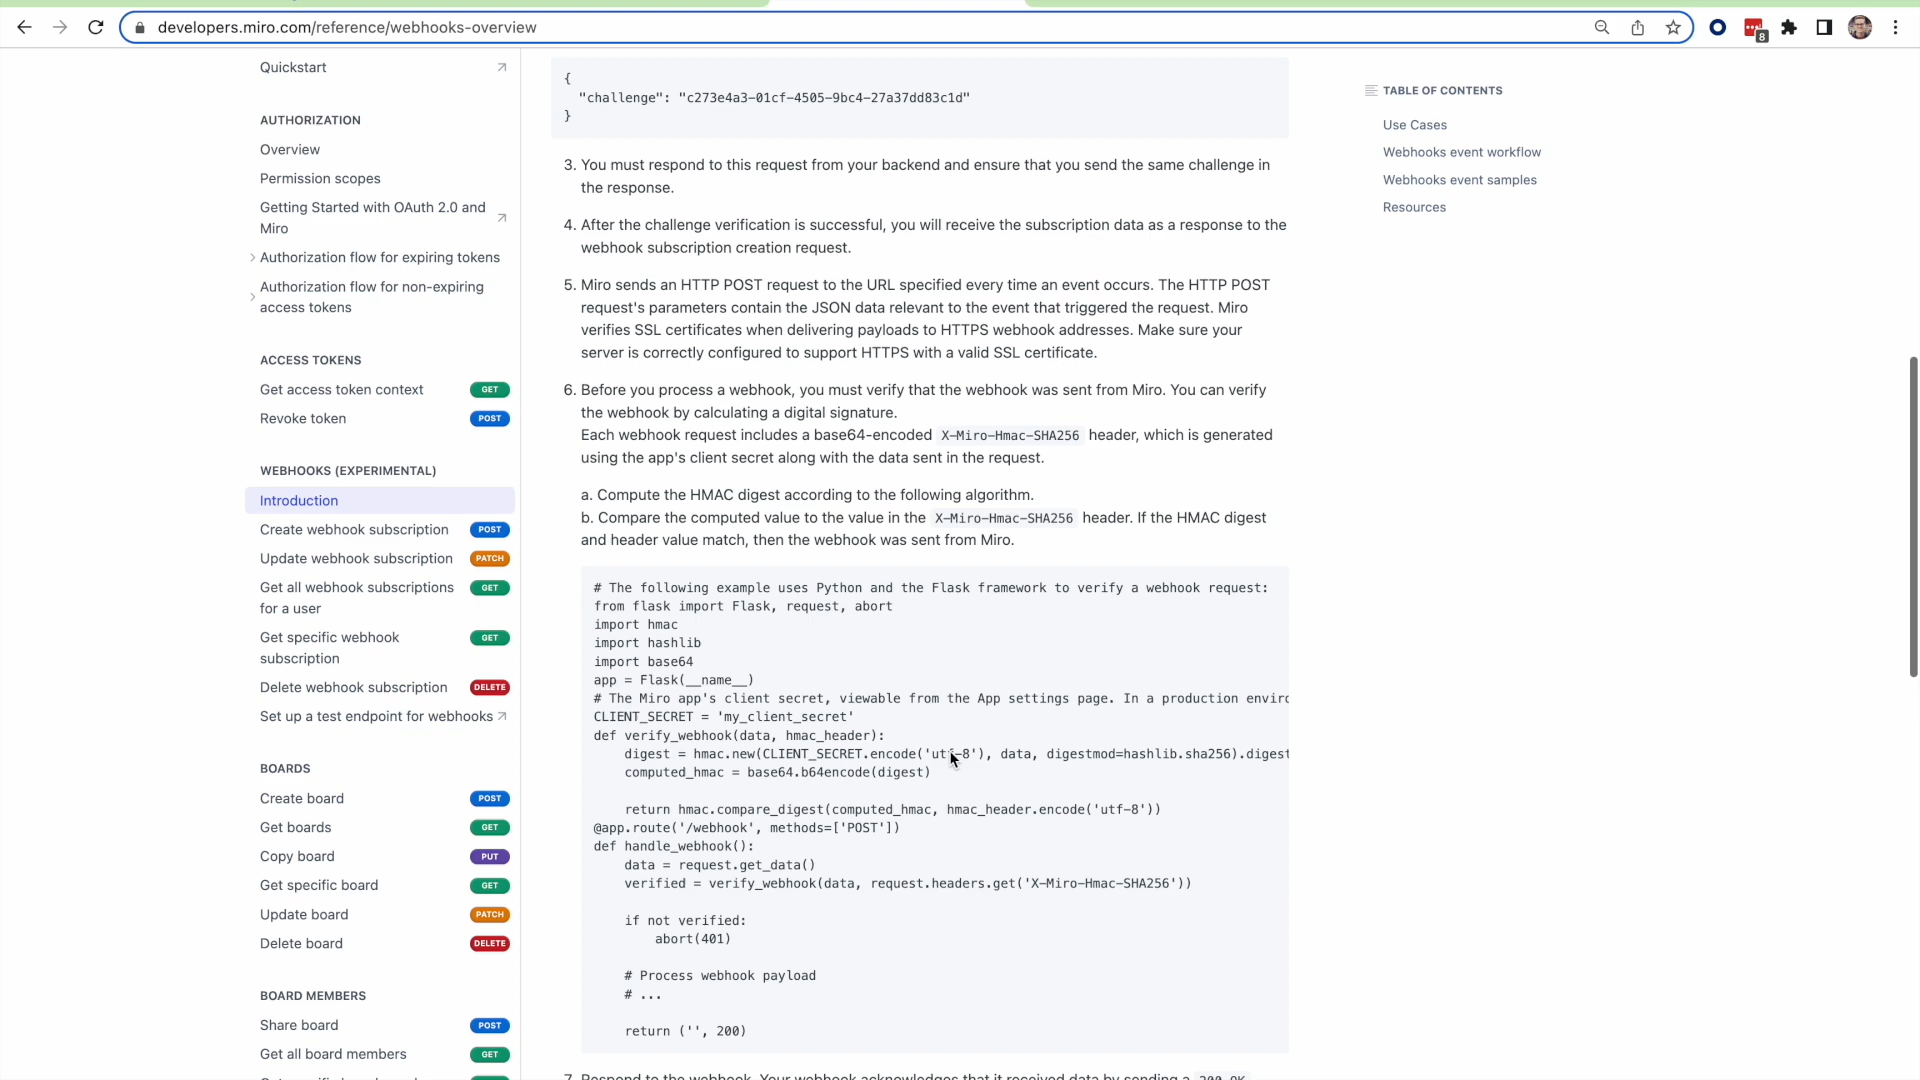 developers.miro.com/reference/webhooks-overview
8
Quickstart
AUTHORIZATION
Overview
Permission scopes
Getting Started with OAuth 2.0 and
Miro
Authorization flow for expiring tokens
Authorization flow for non-expiring
access tokens
ACCESS TOKENS
Get access token context GET
Revoke token POST
WEBHOOKS (EXPERIMENTAL)
Introduction
Create webhook subscription POST
Update webhook subscription PATCH
Get all webhook subscriptions GET
for a user
Get specific webhook GET
subscription
Delete webhook subscription DELETE
Set up a test endpoint for webhooks
BOARDS
Create board POST
Get boards GET
Copy board PUT
Get specific board GET
Update board PATCH
Delete board DELETE
BOARD MEMBERS
Share board POST
Get all board members GET
{
"challenge": "c273e4a3-01cf-4505-9bc4-27a37dd83c1d"
}
3. You must respond to this request from your backend and ensure that you send the same challenge in
the response.
4. After the challenge verification is successful, you will receive the subscription data as a response to the
webhook subscription creation request.
5. Miro sends an HTTP POST request to the URL specified every time an event occurs. The HTTP POST
request's parameters contain the JSON data relevant to the event that triggered the request. Miro
verifies SSL certificates when delivering payloads to HTTPS webhook addresses. Make sure your
server is correctly configured to support HTTPS with a valid SSL certificate.
6. Before you process a webhook, you must verify that the webhook was sent from Miro. You can verify
the webhook by calculating a digital signature.
Each webhook request includes a base64-encoded X-Miro-Hmac-SHA256 header, which is generated
using the app's client secret along with the data sent in the request.
a. Compute the HMAC digest according to the following algorithm.
b. Compare the computed value to the value in the X-Miro-Hmac-SHA256 header. If the HMAC digest
and header value match, then the webhook was sent from Miro.
# The following example uses Python and the Flask framework to verify a webhook request:
from flask import Flask, request, abort
import hmac
import hashlib
import base64
app = Flask(__name__)
# The Miro app's client secret, viewable from the App settings page. In a production enviro
CLIENT_SECRET = 'my_client_secret'
def verify_webhook(data, hmac_header):
digest = hmac.new(CLIENT_SECRET.encode('utf-8'), data, digestmod=hashlib.sha256).digest
computed_hmac = base64.b64encode(digest)
return hmac.compare_digest(computed_hmac, hmac_header.encode('utf-8'))
@app.route('/webhook', methods=['POST'])
def handle_webhook():
data = request.get_data()
verified = verify_webhook(data, request.headers.get('X-Miro-Hmac-SHA256'))
if not verified:
abort(401)
# Process webhook payload
# ...
return ('', 200)
7. Respond to the webhook. Your webhook acknowledges that it received data by sending a 200 OK
TABLE OF CONTENTS
Use Cases
Webhooks event workflow
Webhooks event samples
Resources